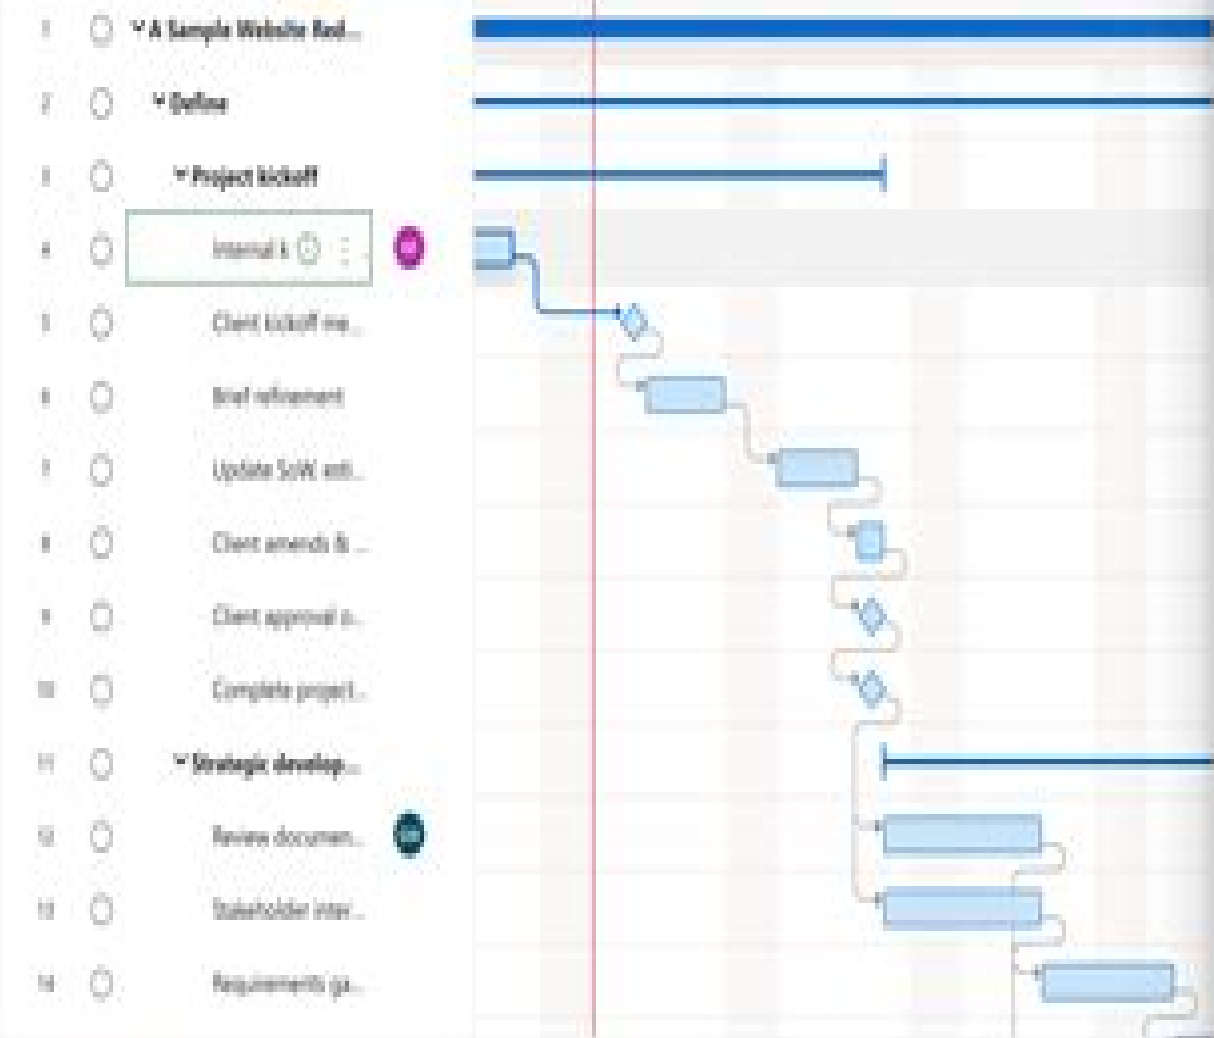 1 A Sample Website Red...
2 Define
3 Project kickoff
4 Internal k
5 Client kickoff me...
6 Brief refinement
7 Update SoW,
8 Client amends & ...
9 Client approval o...
10 Complete project...
11 Strategic develop...
12 Review documen...
13 Stakeholder inter...
14 Requirements ga...